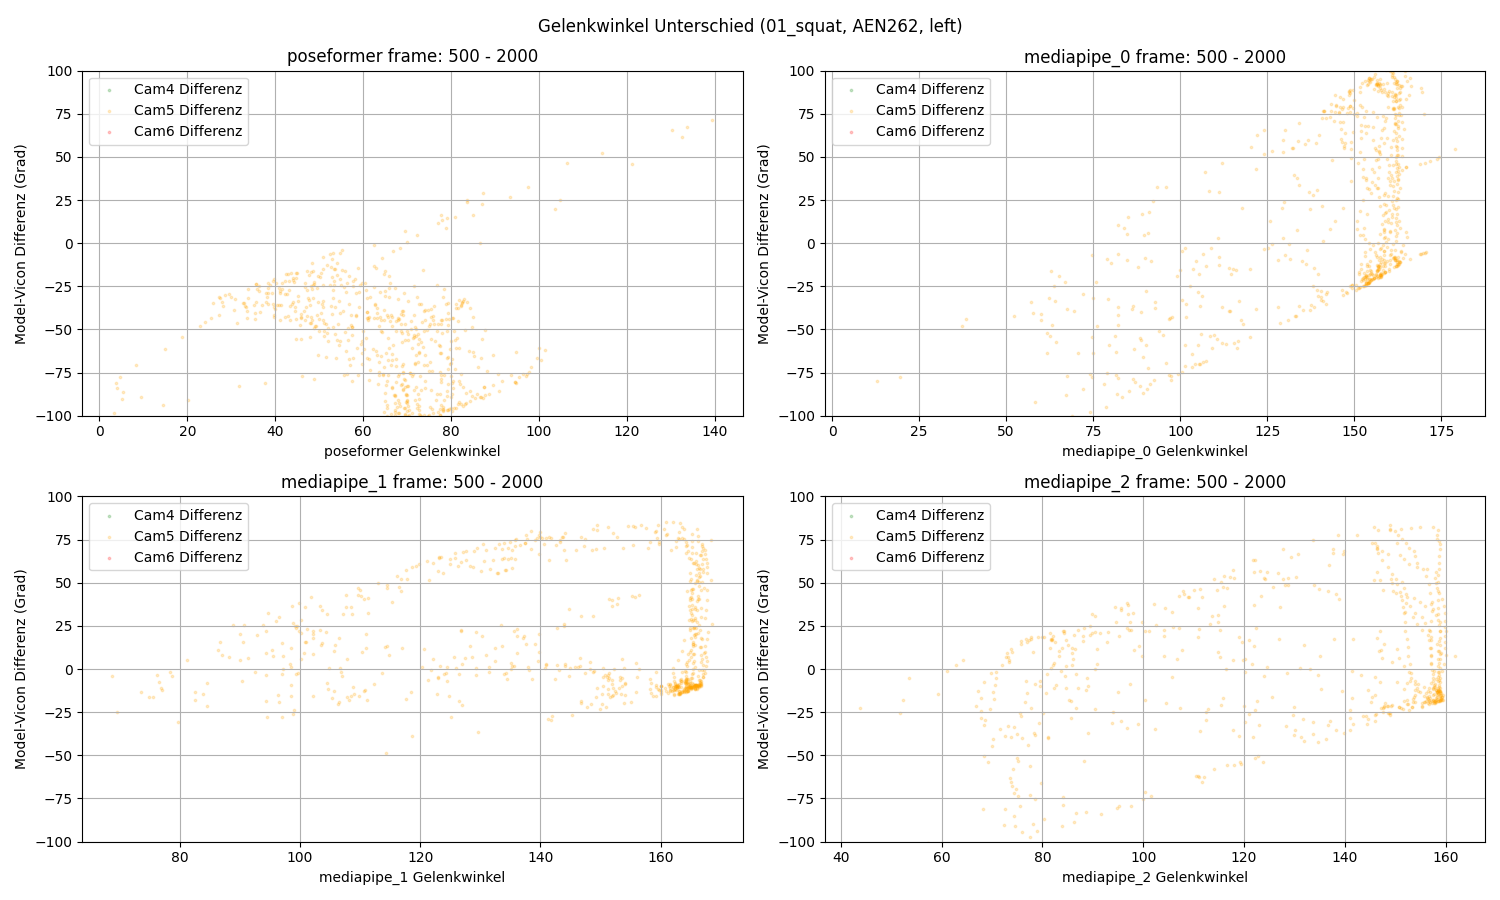 Gelenkwinkel Unterschied (01_squat, AEN262, left)
poseformer frame: 500 - 2000
Model-Vicon Differenz (Grad)
100
75
50
25
0
−25
−50
−75
−100
Cam4 Differenz
Cam5 Differenz
Cam6 Differenz
0 20 40 60 80 100 120 140
poseformer Gelenkwinkel
mediapipe_0 frame: 500 - 2000
Model-Vicon Differenz (Grad)
100
75
50
25
0
−25
−50
−75
−100
Cam4 Differenz
Cam5 Differenz
Cam6 Differenz
0 25 50 75 100 125 150 175
mediapipe_0 Gelenkwinkel
mediapipe_1 frame: 500 - 2000
Model-Vicon Differenz (Grad)
100
75
50
25
0
−25
−50
−75
−100
Cam4 Differenz
Cam5 Differenz
Cam6 Differenz
80 100 120 140 160
mediapipe_1 Gelenkwinkel
mediapipe_2 frame: 500 - 2000
Model-Vicon Differenz (Grad)
100
75
50
25
0
−25
−50
−75
−100
Cam4 Differenz
Cam5 Differenz
Cam6 Differenz
40 60 80 100 120 140 160
mediapipe_2 Gelenkwinkel